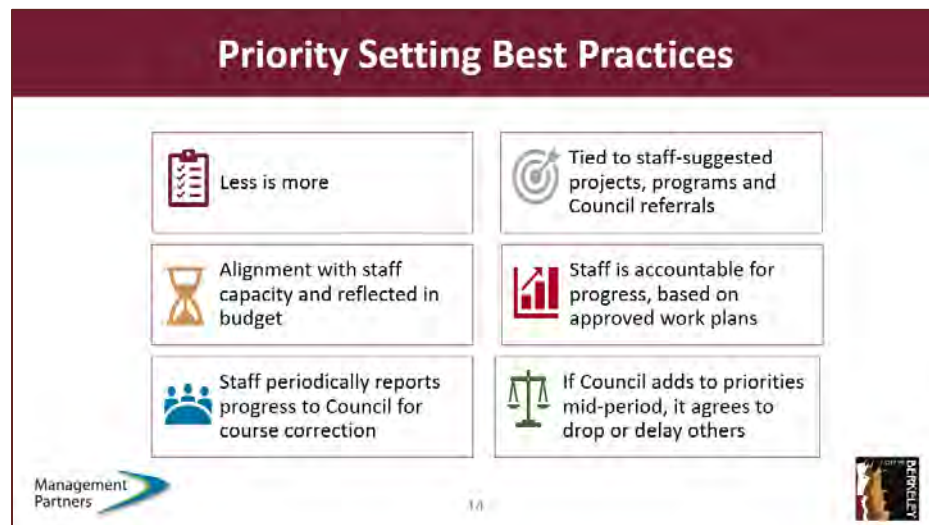 Priority Setting Best Practices
Less is more
Tied to staff-suggested
projects, programs and
Council referrals
Alignment with staff
capacity and reflected in
budget
Staff is accountable for
progress, based on
approved work plans
Staff periodically reports
progress to Council for
course correction
If Council adds to priorities
mid-period, it agrees to
drop or delay others
Management
Partners
14
BERKELEY